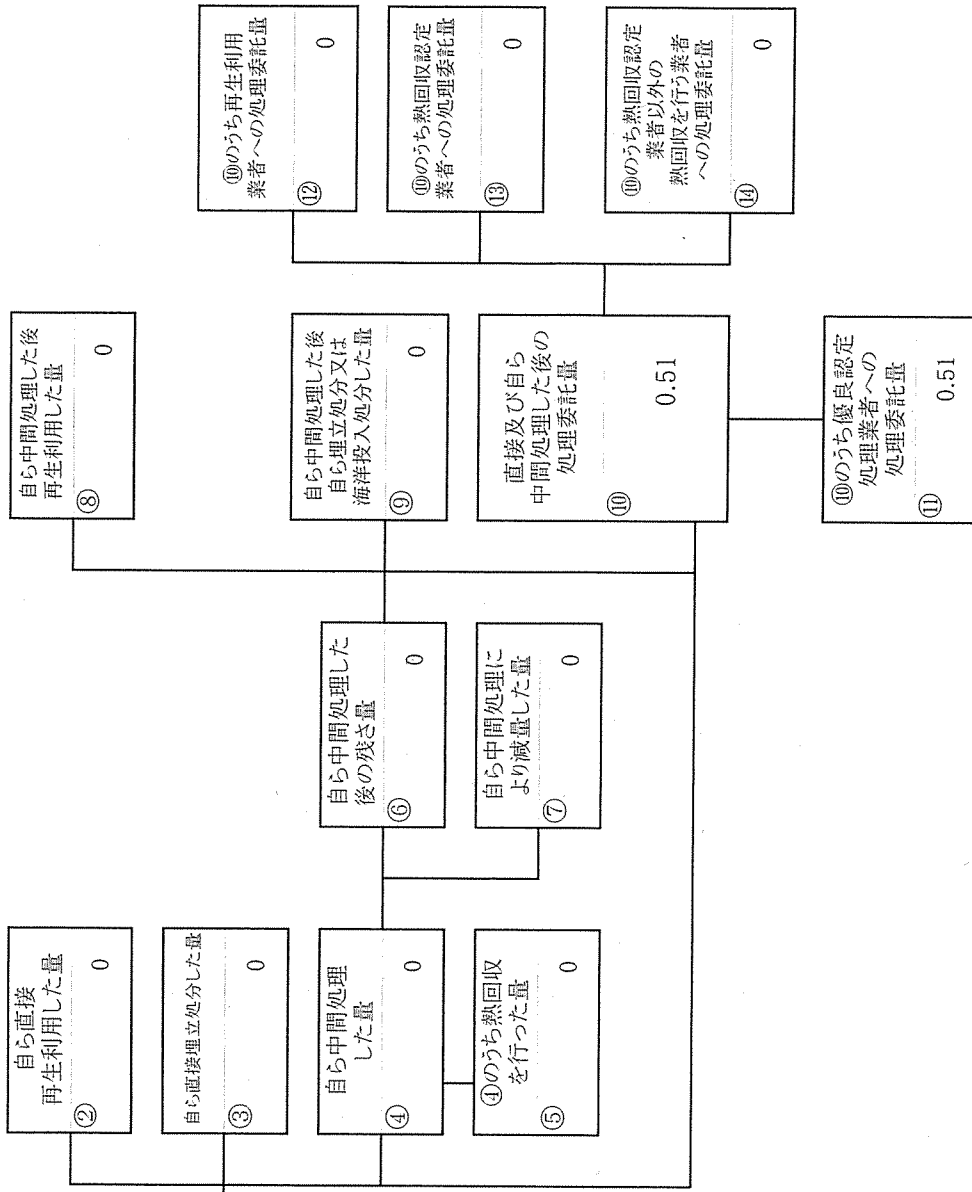 自ら直接
再生利用した量
②
0
自ら直接埋立処分した量
③
0
自ら中間処理
した量
④
0
④のうち熱回収
を行った量
⑤
0
自ら中間処理した
後の残さ量
⑥
0
自ら中間処理に
より減量した量
⑦
0
自ら中間処理した後
再生利用した量
⑧
0
自ら中間処理した後
自ら埋立処分又は
海洋投入処分した量
⑨
0
直接及び自ら
中間処理した後の
処理委託量
⑩
0.51
⑩のうち優良認定
処理業者への
処理委託量
⑪
0.51
⑩のうち再生利用
業者への処理委託量
⑫
0
⑩のうち熱回収認定
業者への処理委託量
⑬
0
⑩のうち熱回収認定
業者以外の
熱回収を行う業者
への処理委託量
⑭
0